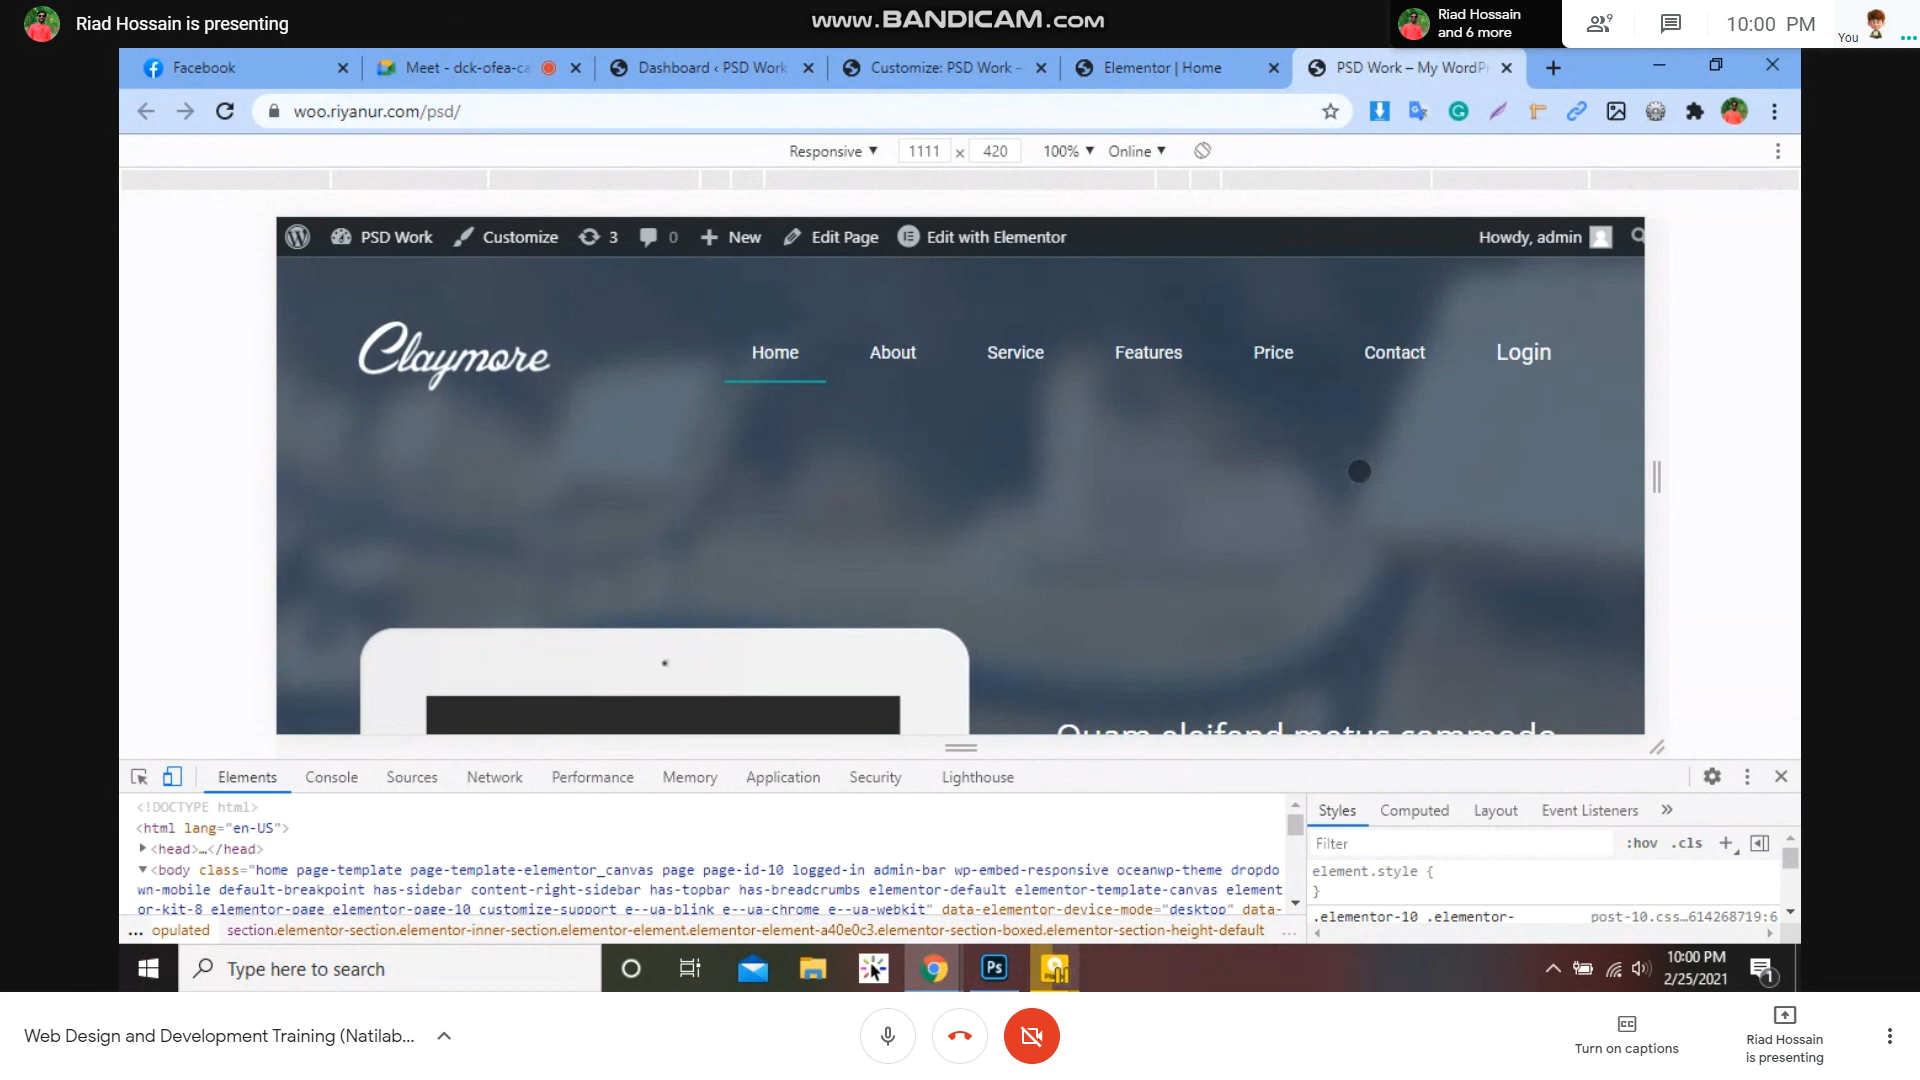 Riad Hossain is presenting
www.BANDICAM.com
Riad Hossain
and 6 more
9
10:00 PM
You
Facebook
Meet - dck-ofea-ca
Dashboard ‹ PSD Work
Customize: PSD Work –
Elementor | Home
PSD Work – My WordPr
woo.riyanur.com/psd/
Responsive ▼ 1111 x 420 100% ▼ Online ▼
PSD Work
Customize
3
0
New
Edit Page
Edit with Elementor
Howdy, admin
Claymore
Home
About
Service
Features
Price
Contact
Login
Quam eleifend metus commodo
Elements
Console
Sources
Network
Performance
Memory
Application
Security
Lighthouse
<!DOCTYPE html>
<html lang="en-US">
▶<head>…</head>
▼<body class="home page-template page-template-elementor_canvas page page-id-10 logged-in admin-bar wp-embed-responsive oceanwp-theme dropdo
wn-mobile default-breakpoint has-sidebar content-right-sidebar has-topbar has-breadcrumbs elementor-default elementor-template-canvas element
or-kit-8 elementor-page elementor-page-10 customize-support e--ua-blink e--ua-chrome e--ua-webkit" data-elementor-device-mode="desktop" data-
... opulated section.elementor-section.elementor-inner-section.elementor-element.elementor-element-a40e0c3.elementor-section-boxed.elementor-section-height-default ...
Styles
Computed
Layout
Event Listeners
»
Filter
:hov .cls +
element.style {
}
.elementor-10 .elementor- post-10.css…614268719:6
Type here to search
Ps
10:00 PM
2/25/2021
1
Web Design and Development Training (Natilab...
Turn on captions
Riad Hossain
is presenting